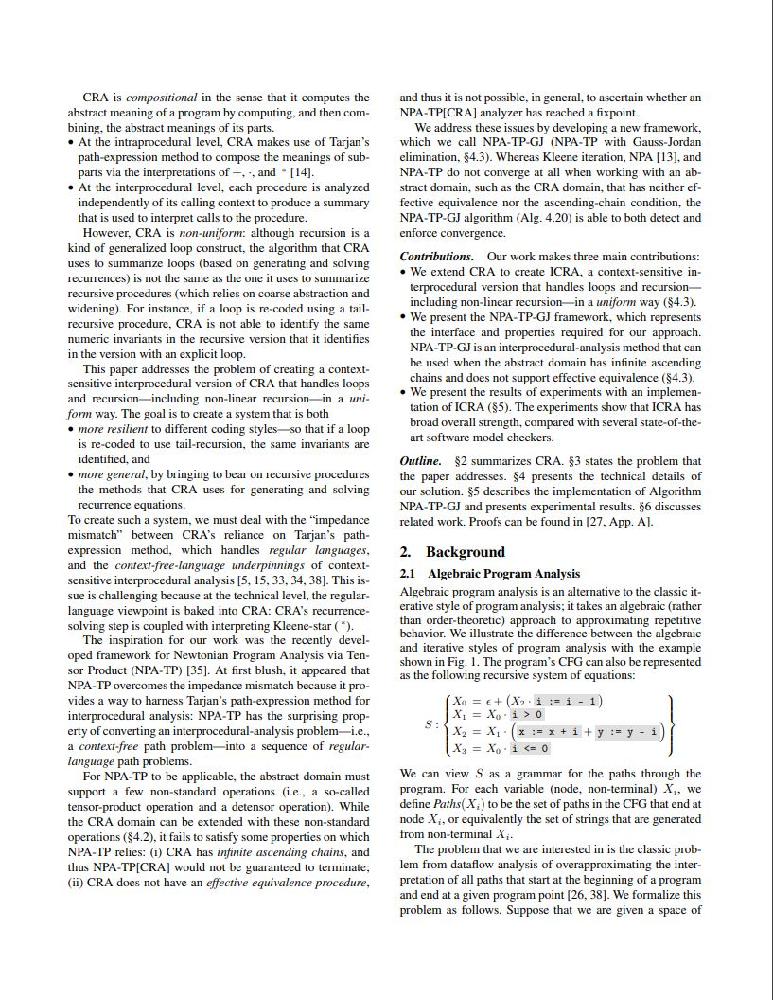 CRA is compositional in the sense that it computes the
abstract meaning of a program by computing, and then com-
bining, the abstract meanings of its parts.
• At the intraprocedural level, CRA makes use of Tarjan's
path-expression method to compose the meanings of sub-
parts via the interpretations of +, ·, and * [14].
• At the interprocedural level, each procedure is analyzed
independently of its calling context to produce a summary
that is used to interpret calls to the procedure.
However, CRA is non-uniform: although recursion is a
kind of generalized loop construct, the algorithm that CRA
uses to summarize loops (based on generating and solving
recurrences) is not the same as the one it uses to summarize
recursive procedures (which relies on coarse abstraction and
widening). For instance, if a loop is re-coded using a tail-
recursive procedure, CRA is not able to identify the same
numeric invariants in the recursive version that it identifies
in the version with an explicit loop.
This paper addresses the problem of creating a context-
sensitive interprocedural version of CRA that handles loops
and recursion—including non-linear recursion—in a uni-
form way. The goal is to create a system that is both
• more resilient to different coding styles—so that if a loop
is re-coded to use tail-recursion, the same invariants are
identified, and
• more general, by bringing to bear on recursive procedures
the methods that CRA uses for generating and solving
recurrence equations.
To create such a system, we must deal with the “impedance
mismatch” between CRA's reliance on Tarjan's path-
expression method, which handles regular languages,
and the context-free-language underpinnings of context-
sensitive interprocedural analysis [5, 15, 33, 34, 38]. This is-
sue is challenging because at the technical level, the regular-
language viewpoint is baked into CRA: CRA's recurrence-
solving step is coupled with interpreting Kleene-star (*).
The inspiration for our work was the recently devel-
oped framework for Newtonian Program Analysis via Ten-
sor Product (NPA-TP) [35]. At first blush, it appeared that
NPA-TP overcomes the impedance mismatch because it pro-
vides a way to harness Tarjan's path-expression method for
interprocedural analysis: NPA-TP has the surprising prop-
erty of converting an interprocedural-analysis problem—i.e.,
a context-free path problem—into a sequence of regular-
language path problems.
For NPA-TP to be applicable, the abstract domain must
support a few non-standard operations (i.e., a so-called
tensor-product operation and a detensor operation). While
the CRA domain can be extended with these non-standard
operations (§4.2), it fails to satisfy some properties on which
NPA-TP relies: (i) CRA has infinite ascending chains, and
thus NPA-TP[CRA] would not be guaranteed to terminate;
(ii) CRA does not have an effective equivalence procedure,
and thus it is not possible, in general, to ascertain whether an
NPA-TP[CRA] analyzer has reached a fixpoint.
We address these issues by developing a new framework,
which we call NPA-TP-GJ (NPA-TP with Gauss-Jordan
elimination, §4.3). Whereas Kleene iteration, NPA [13], and
NPA-TP do not converge at all when working with an ab-
stract domain, such as the CRA domain, that has neither ef-
fective equivalence nor the ascending-chain condition, the
NPA-TP-GJ algorithm (Alg. 4.20) is able to both detect and
enforce convergence.
Contributions. Our work makes three main contributions:
• We extend CRA to create ICRA, a context-sensitive in-
terprocedural version that handles loops and recursion—
including non-linear recursion—in a uniform way (§4.3).
• We present the NPA-TP-GJ framework, which represents
the interface and properties required for our approach.
NPA-TP-GJ is an interprocedural-analysis method that can
be used when the abstract domain has infinite ascending
chains and does not support effective equivalence (§4.3).
• We present the results of experiments with an implemen-
tation of ICRA (§5). The experiments show that ICRA has
broad overall strength, compared with several state-of-the-
art software model checkers.
Outline. §2 summarizes CRA. §3 states the problem that
the paper addresses. §4 presents the technical details of
our solution. §5 describes the implementation of Algorithm
NPA-TP-GJ and presents experimental results. §6 discusses
related work. Proofs can be found in [27, App. A].
2. Background
2.1 Algebraic Program Analysis
Algebraic program analysis is an alternative to the classic it-
erative style of program analysis; it takes an algebraic (rather
than order-theoretic) approach to approximating repetitive
behavior. We illustrate the difference between the algebraic
and iterative styles of program analysis with the example
shown in Fig. 1. The program's CFG can also be represented
as the following recursive system of equations:
X0 = ϵ + (X2 · i := i - 1)
X1 = X0 · i > 0
S : X2 = X1 · (x := x + i + y := y - i)
X3 = X0 · i <= 0
We can view S as a grammar for the paths through the
program. For each variable (node, non-terminal) Xi, we
define Paths(Xi) to be the set of paths in the CFG that end at
node Xi, or equivalently the set of strings that are generated
from non-terminal Xi.
The problem that we are interested in is the classic prob-
lem from dataflow analysis of overapproximating the inter-
pretation of all paths that start at the beginning of a program
and end at a given program point [26, 38]. We formalize this
problem as follows. Suppose that we are given a space of